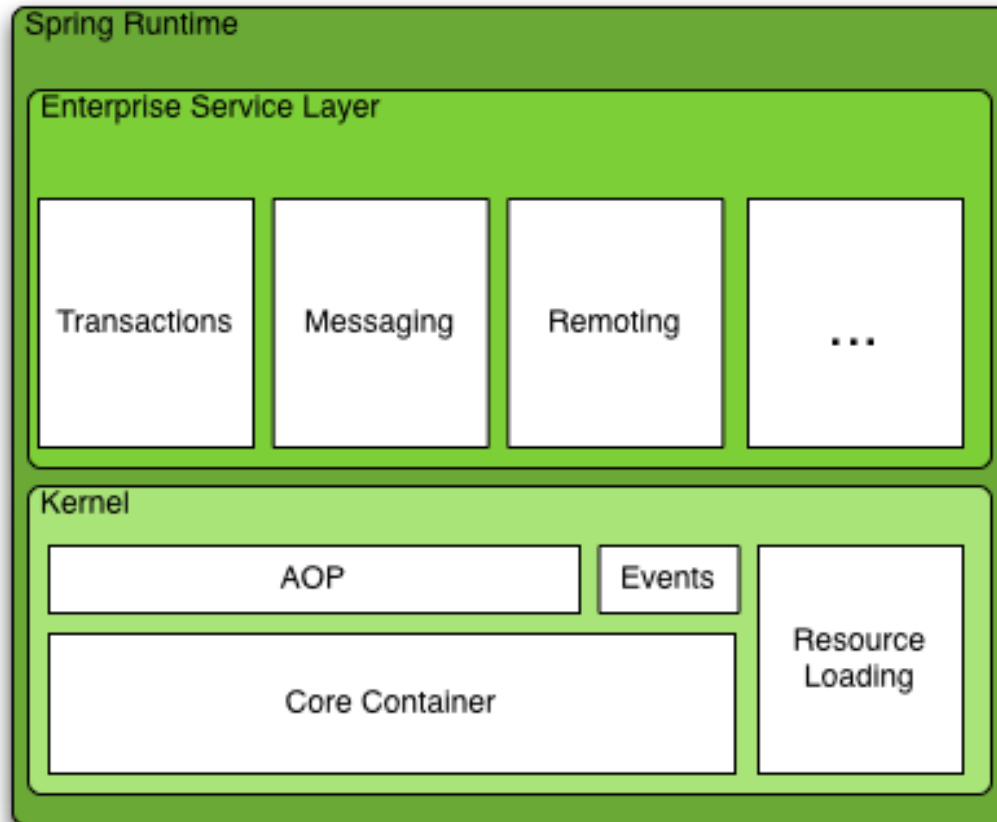 Spring Runtime
Enterprise Service Layer
Transactions
Messaging
Remoting
...
Kernel
AOP
Events
Resource
Loading
Core Container